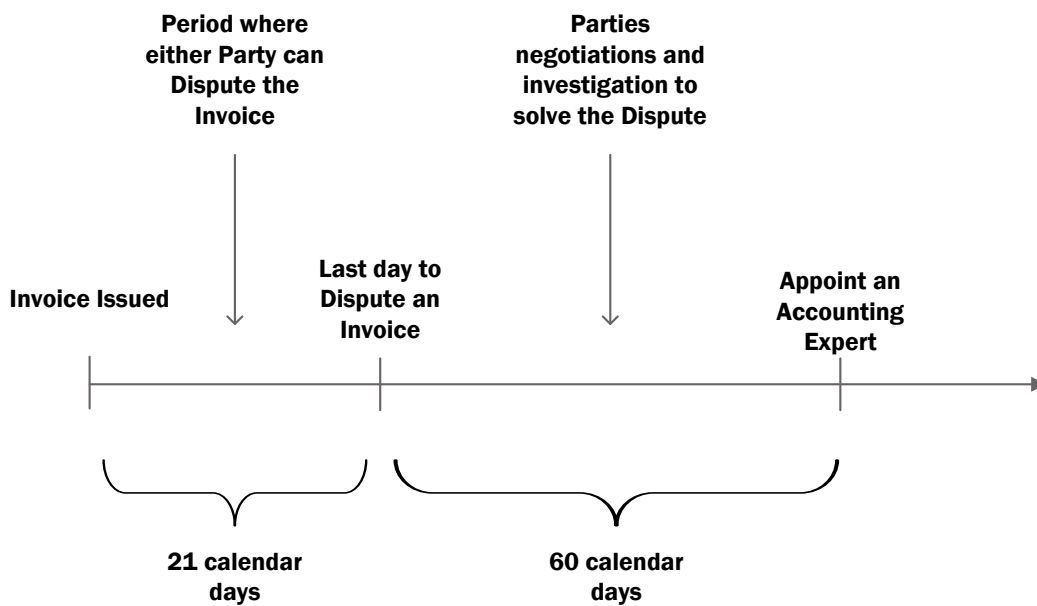 Period where
either Party can
Dispute the
Invoice
Parties
negotiations and
investigation to
solve the Dispute
Invoice Issued
Last day to
Dispute an
Invoice
Appoint an
Accounting
Expert
21 calendar
days
60 calendar
days